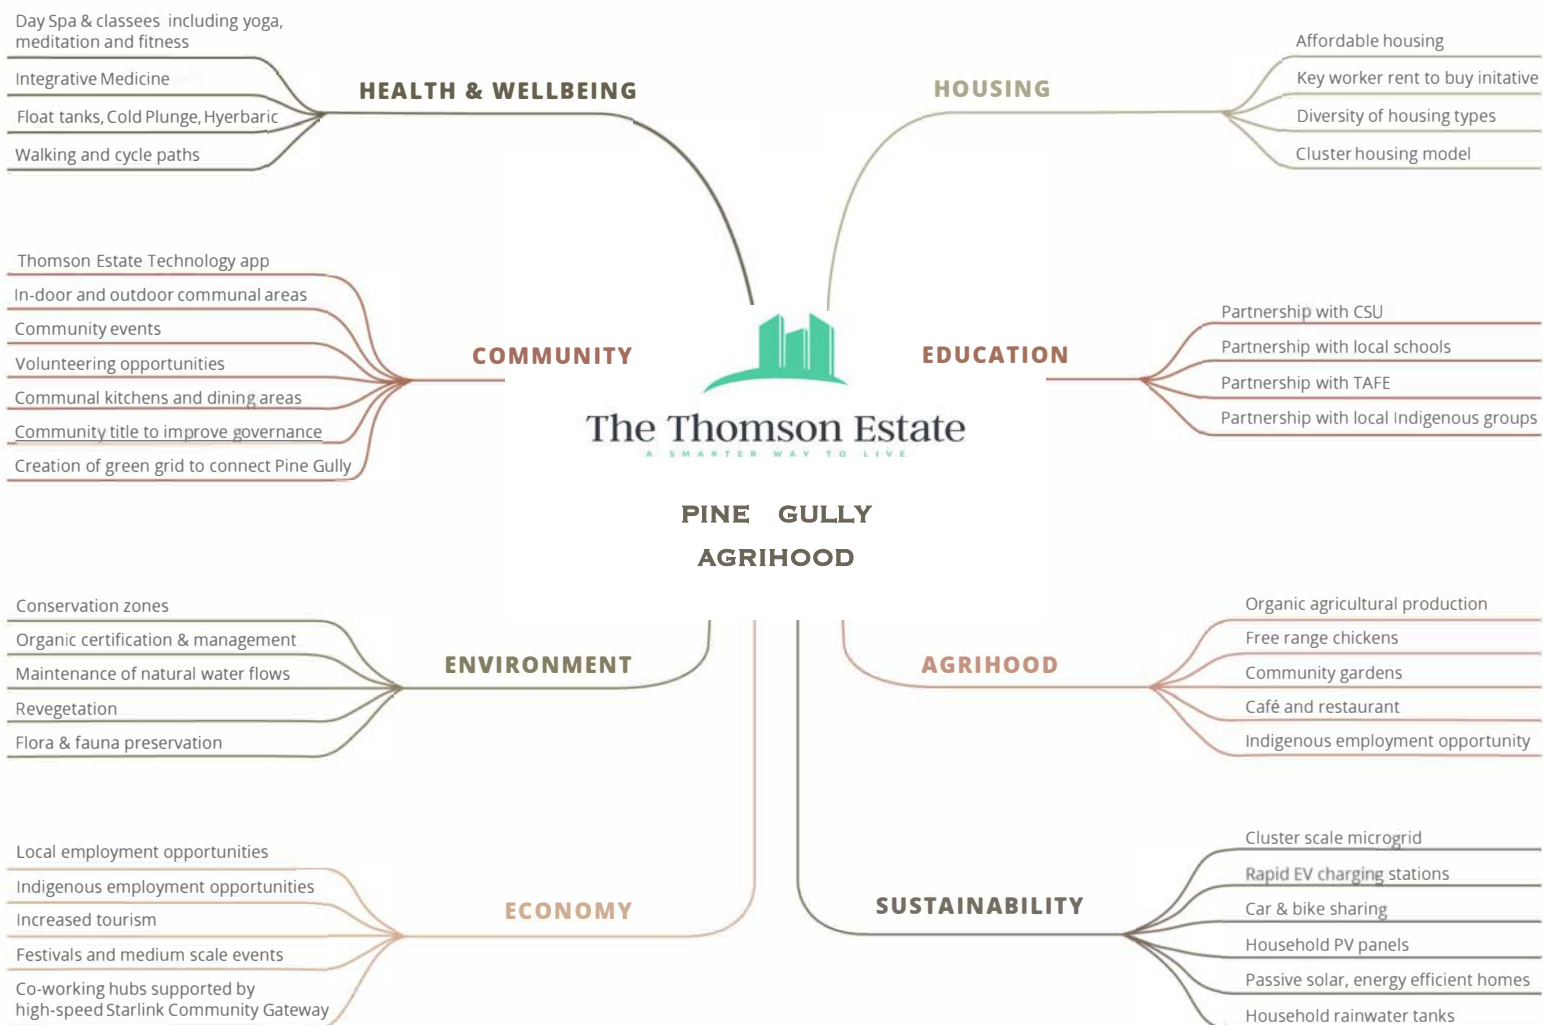 Day Spa & classees including yoga,
meditation and fitness
Integrative Medicine
Float tanks, Cold Plunge, Hyerbaric
Walking and cycle paths
HEALTH & WELLBEING
HOUSING
Affordable housing
Key worker rent to buy initative
Diversity of housing types
Cluster housing model
Thomson Estate Technology app
In-door and outdoor communal areas
Community events
Volunteering opportunities
Communal kitchens and dining areas
Community title to improve governance
Creation of green grid to connect Pine Gully
COMMUNITY
EDUCATION
Partnership with CSU
Partnership with local schools
Partnership with TAFE
Partnership with local Indigenous groups
The Thomson Estate
A SMARTER WAY TO LIVE
PINE GULLY
AGRIHOOD
Conservation zones
Organic certification & management
Maintenance of natural water flows
Revegetation
Flora & fauna preservation
ENVIRONMENT
AGRIHOOD
Organic agricultural production
Free range chickens
Community gardens
Café and restaurant
Indigenous employment opportunity
Local employment opportunities
Indigenous employment opportunities
Increased tourism
Festivals and medium scale events
Co-working hubs supported by
high-speed Starlink Community Gateway
ECONOMY
SUSTAINABILITY
Cluster scale microgrid
Rapid EV charging stations
Car & bike sharing
Household PV panels
Passive solar, energy efficient homes
Household rainwater tanks